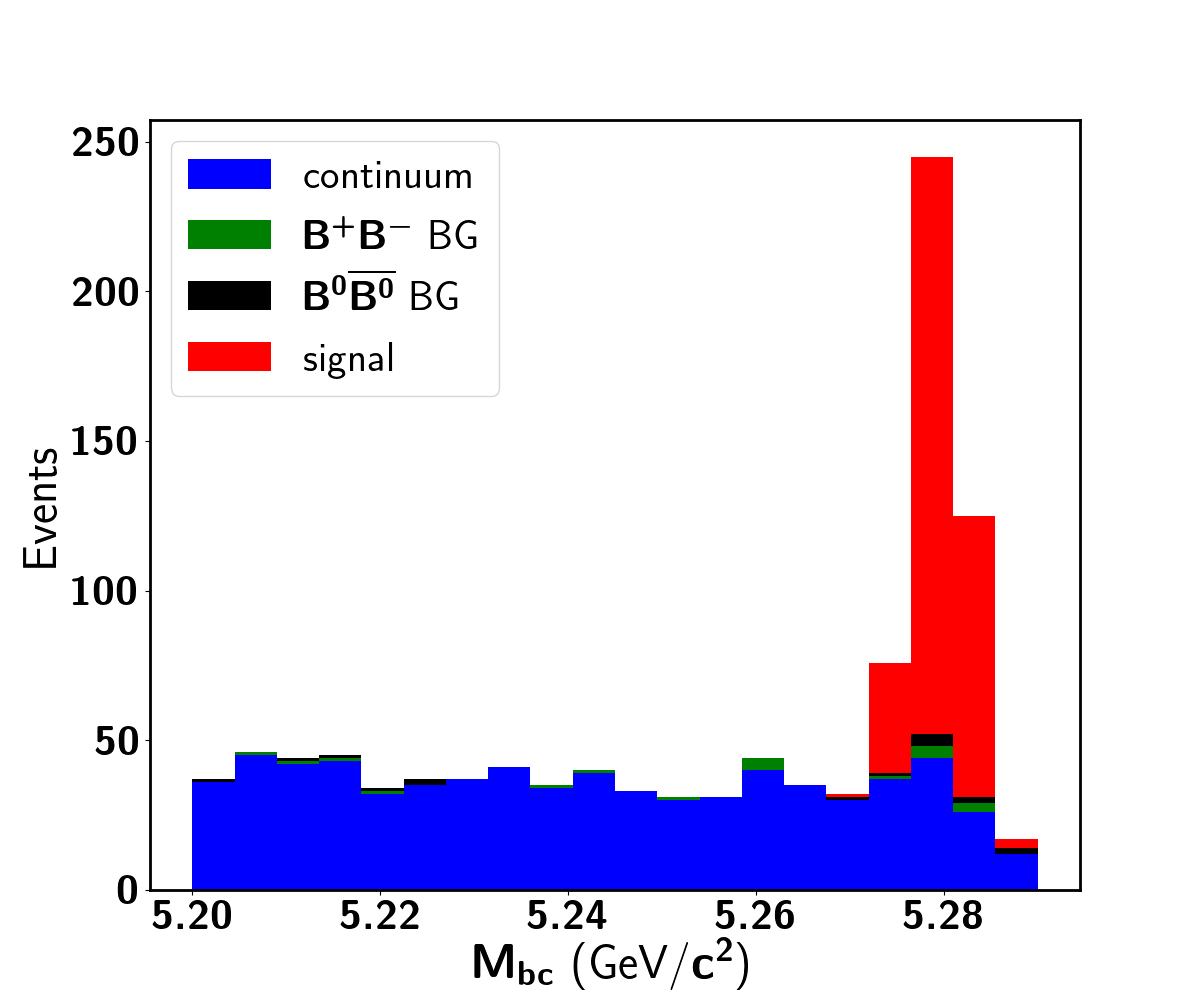 250
200
150
100
50
0
Events
continuum
B⁺B⁻ BG
B⁰B̅⁰̅ BG
signal
5.20 5.22 5.24 5.26 5.28
M_bc (GeV/c²)